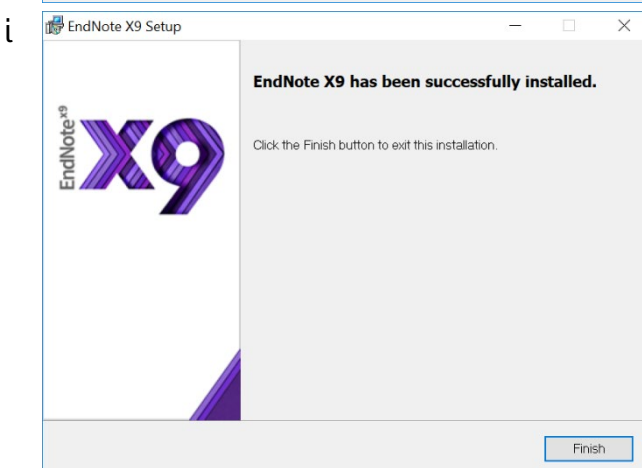 i
EndNote X9 Setup
EndNote X9 has been successfully installed.
Click the Finish button to exit this installation.
EndNote x9
X9
Finish